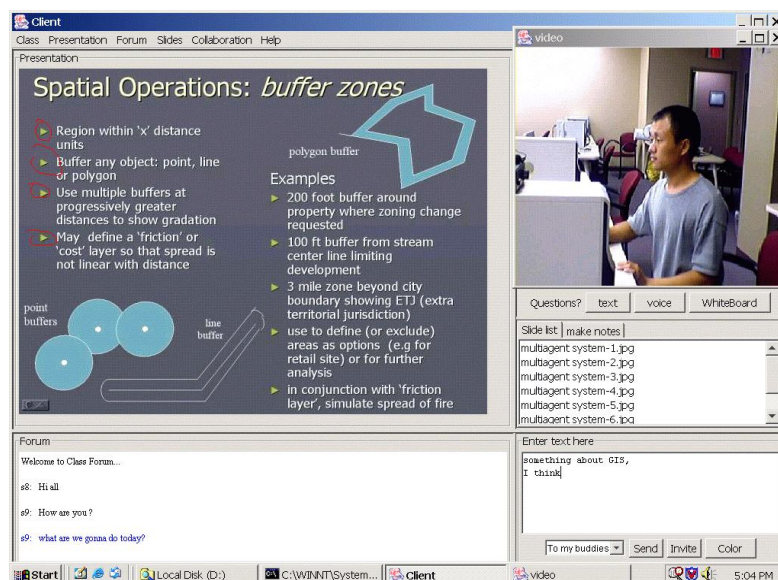 Client
Class Presentation Forum Slides Collaboration Help
Presentation
Spatial Operations: buffer zones
Region within 'x' distance
units
Buffer any object: point, line
or polygon
Use multiple buffers at
progressively greater
distances to show gradation
May define a 'friction' or
'cost' layer so that spread is
not linear with distance
point
buffers
line
buffer
polygon buffer
Examples
200 foot buffer around
property where zoning change
requested
100 ft buffer from stream
center line limiting
development
3 mile zone beyond city
boundary showing ETJ (extra
territorial jurisdiction)
use to define (or exclude)
areas as options (e.g for
retail site) or for further
analysis
in conjunction with 'friction
layer', simulate spread of fire
video
Questions? text voice WhiteBoard
Slide list make notes
multiagent system-1.jpg
multiagent system-2.jpg
multiagent system-3.jpg
multiagent system-4.jpg
multiagent system-5.jpg
multiagent system-6.jpg
Forum
Welcome to Class Forum...
s8: Hi all
s9: How are you ?
s9: what are we gonna do today?
Enter text here
something about GIS,
I think
To my buddies Send Invite Color
Start Local Disk (D:) C:\WINNT\System... Client video 5:04 PM